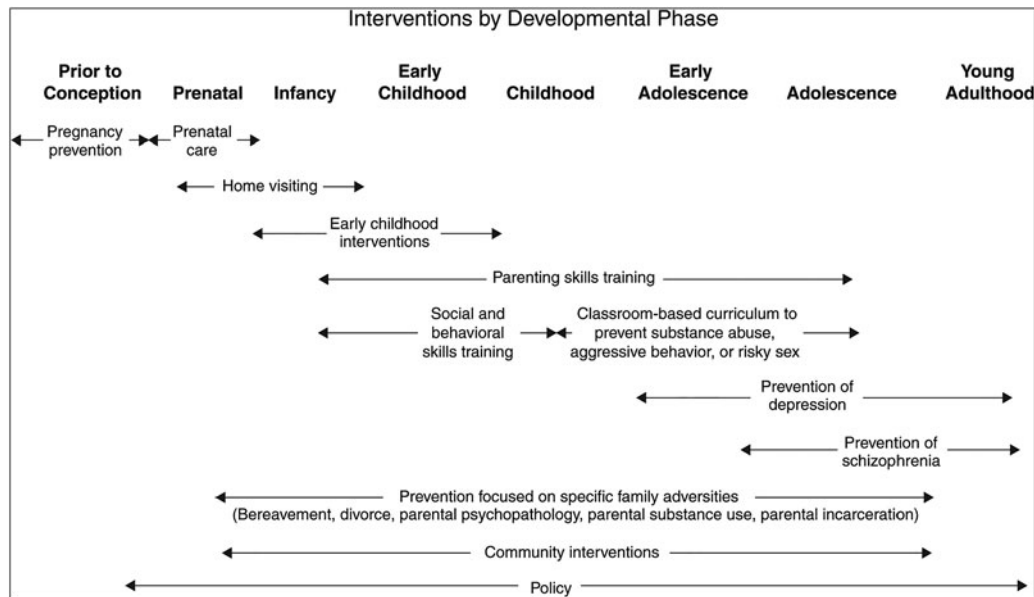 Interventions by Developmental Phase
Prior to
Conception
Prenatal
Infancy
Early
Childhood
Childhood
Early
Adolescence
Adolescence
Young
Adulthood
Pregnancy
prevention
Prenatal
care
Home visiting
Early childhood
interventions
Parenting skills training
Social and
behavioral
skills training
Classroom-based curriculum to
prevent substance abuse,
aggressive behavior, or risky sex
Prevention of
depression
Prevention of
schizophrenia
Prevention focused on specific family adversities
(Bereavement, divorce, parental psychopathology, parental substance use, parental incarceration)
Community interventions
Policy